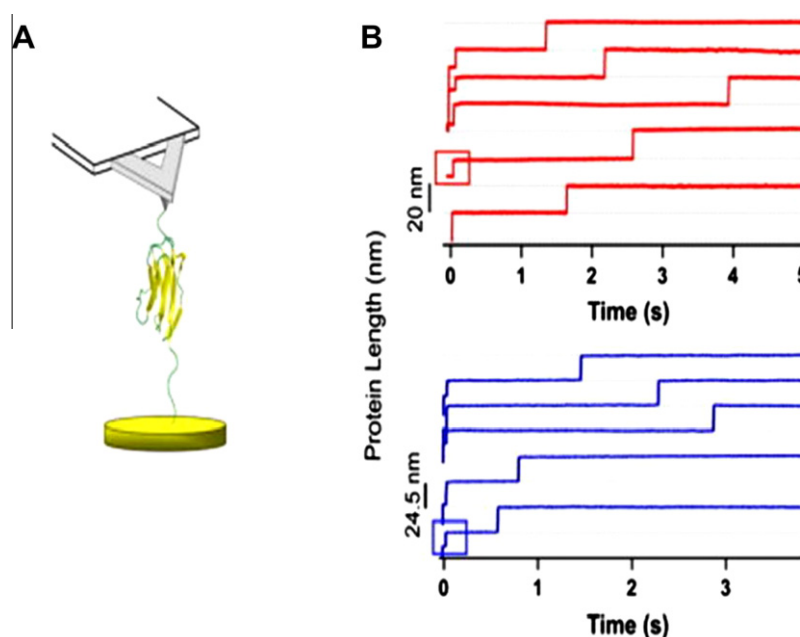 A
B
Protein Length (nm)
20 nm
0 1 2 3 4 5
Time (s)
24.5 nm
0 1 2 3
Time (s)